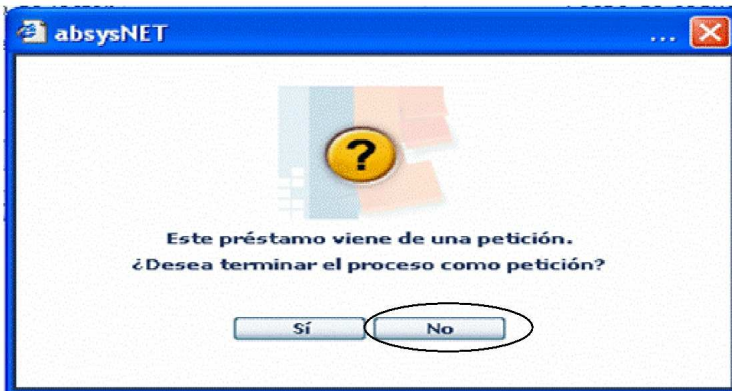 absysNET
...
?
Este préstamo viene de una petición.
¿Desea terminar el proceso como petición?
Sí
No